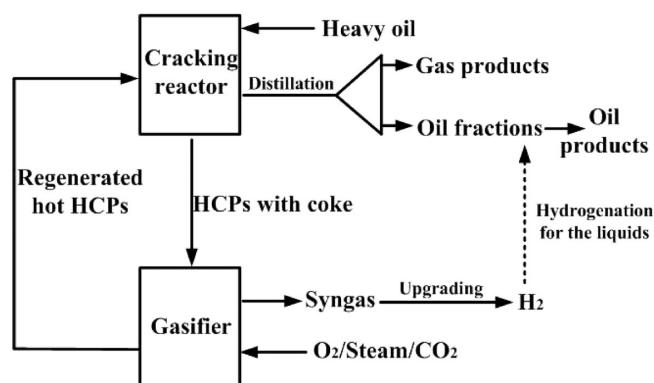 Heavy oil
Cracking
reactor
Distillation
Gas products
Oil fractions
Oil
products
Regenerated
hot HCPs
HCPs with coke
Hydrogenation
for the liquids
Gasifier
Syngas
Upgrading
H₂
O₂/Steam/CO₂